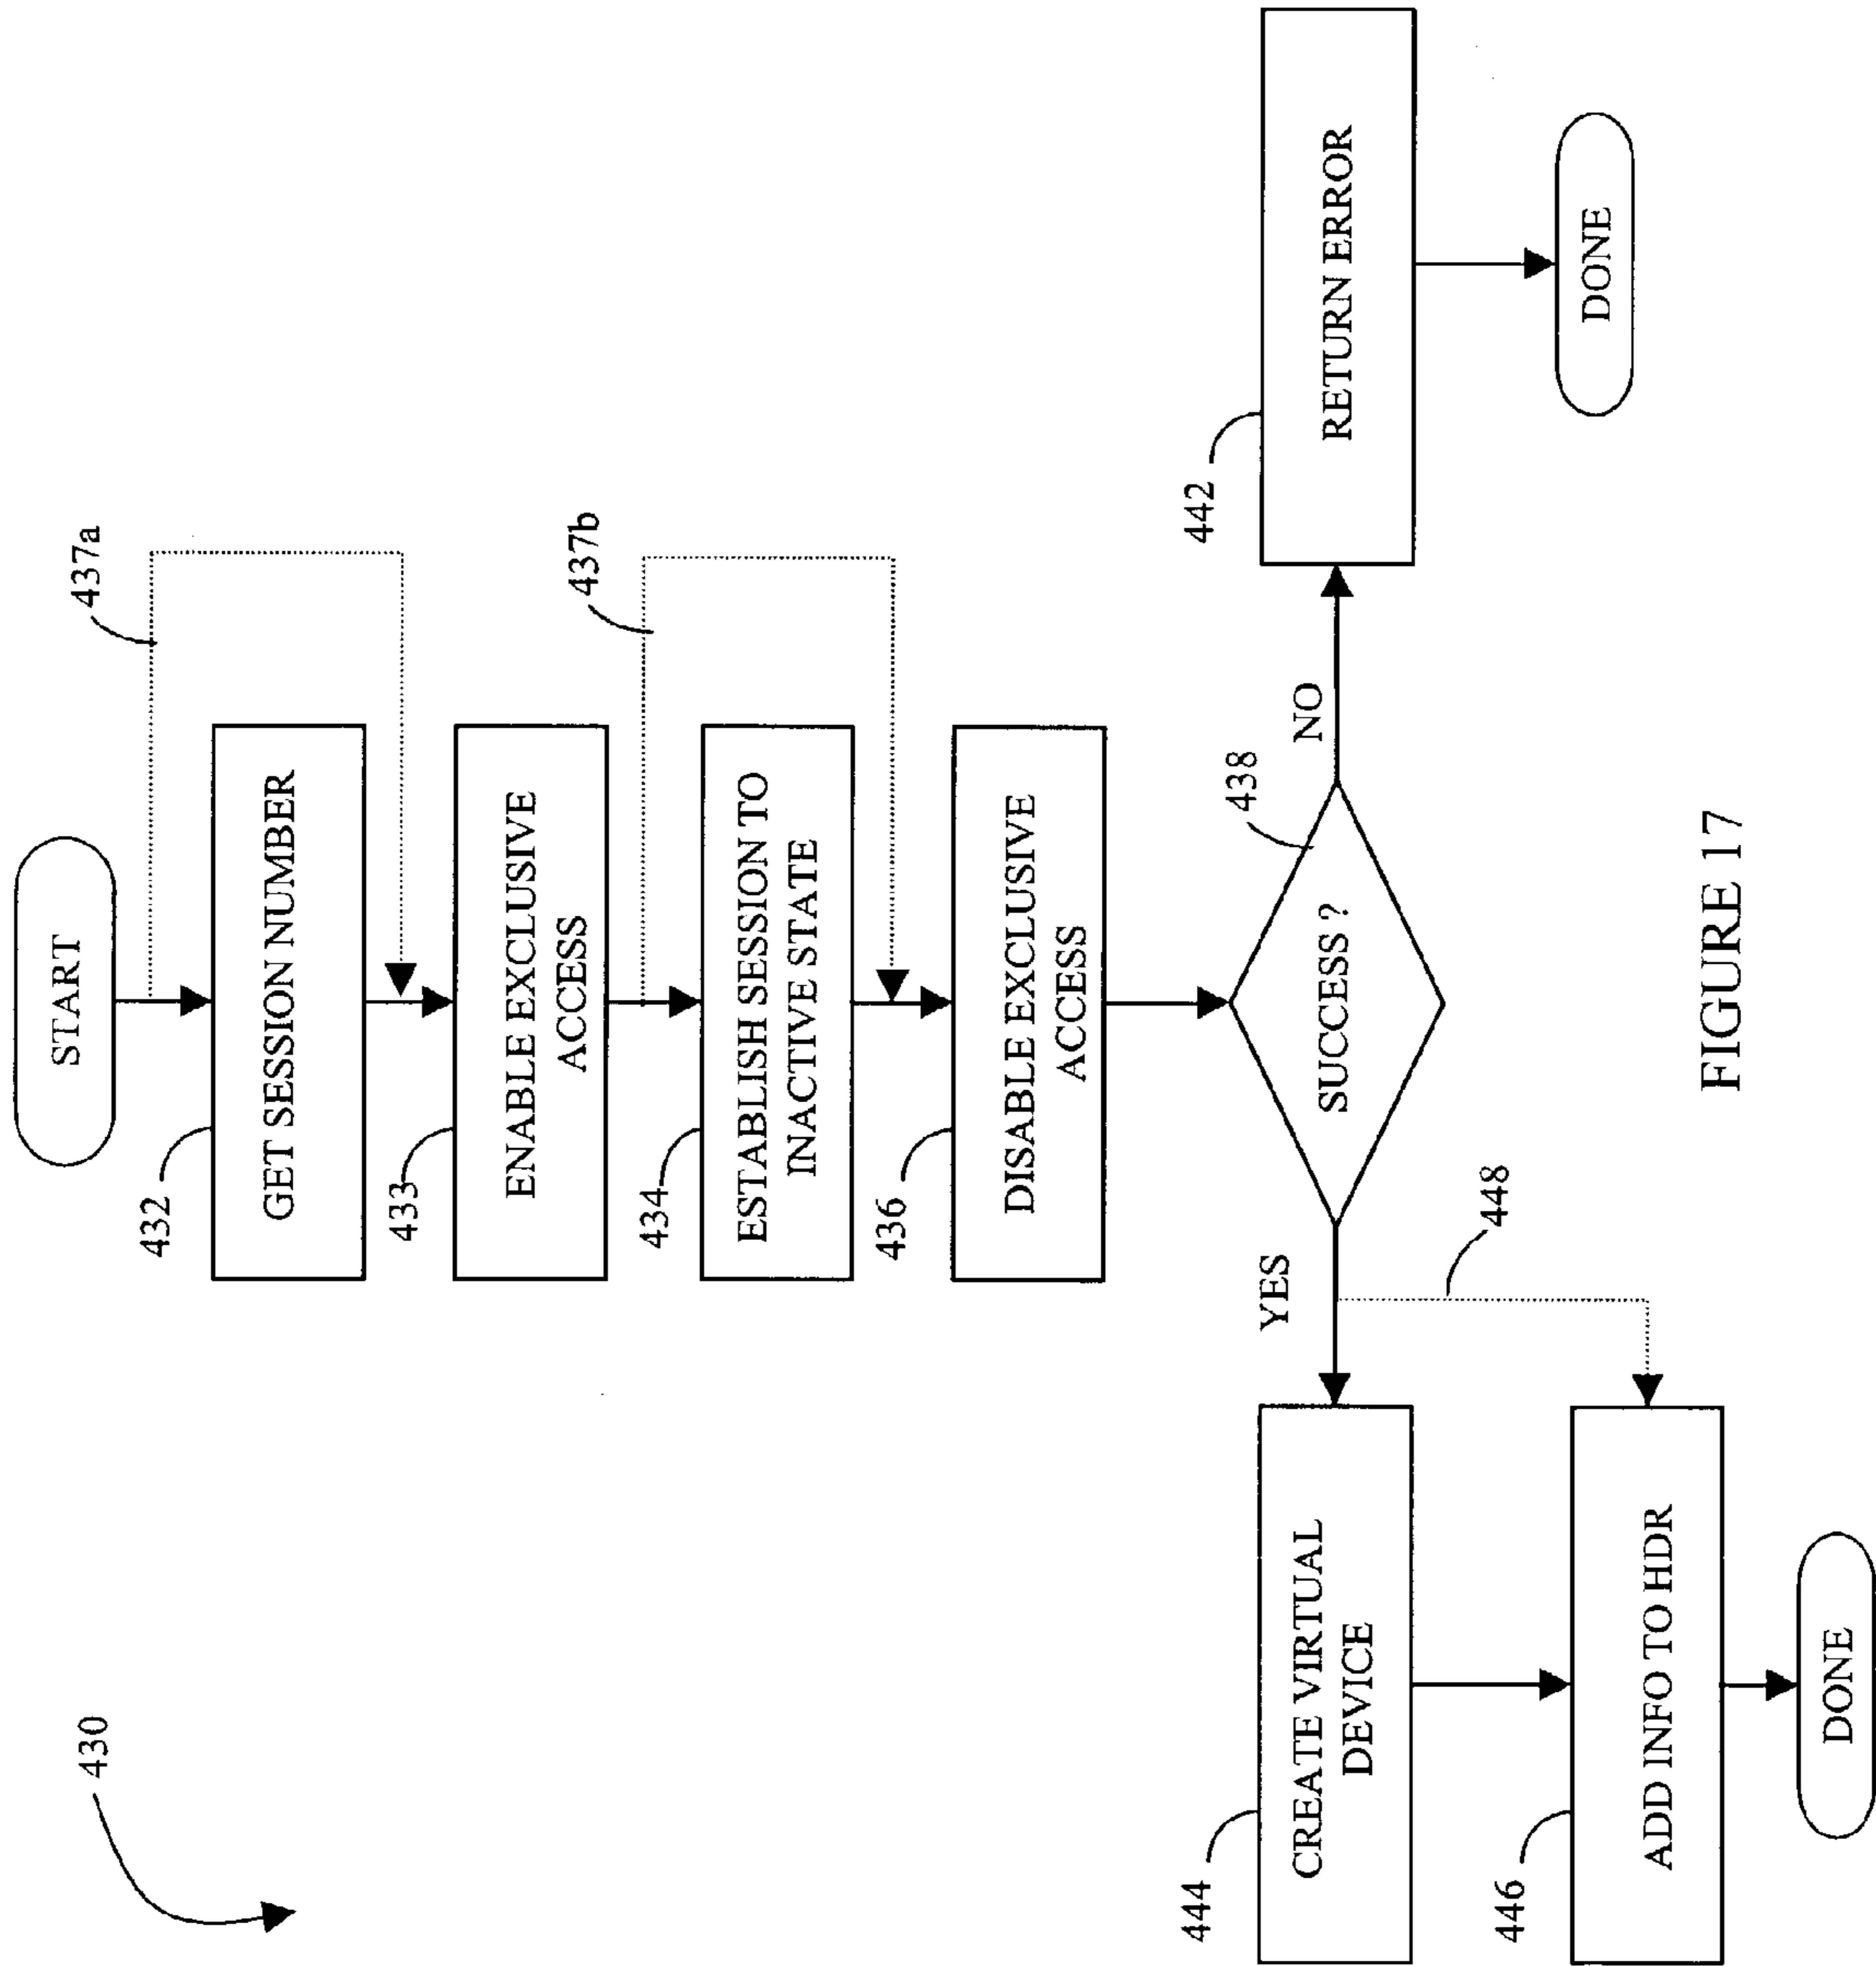 430
START
437a
432
GET SESSION NUMBER
433
ENABLE EXCLUSIVE
ACCESS
437b
434
ESTABLISH SESSION TO
INACTIVE STATE
436
DISABLE EXCLUSIVE
ACCESS
438
SUCCESS ?
YES
NO
448
444
CREATE VIRTUAL
DEVICE
442
RETURN ERROR
446
ADD INFO TO HDR
DONE
DONE
FIGURE 17